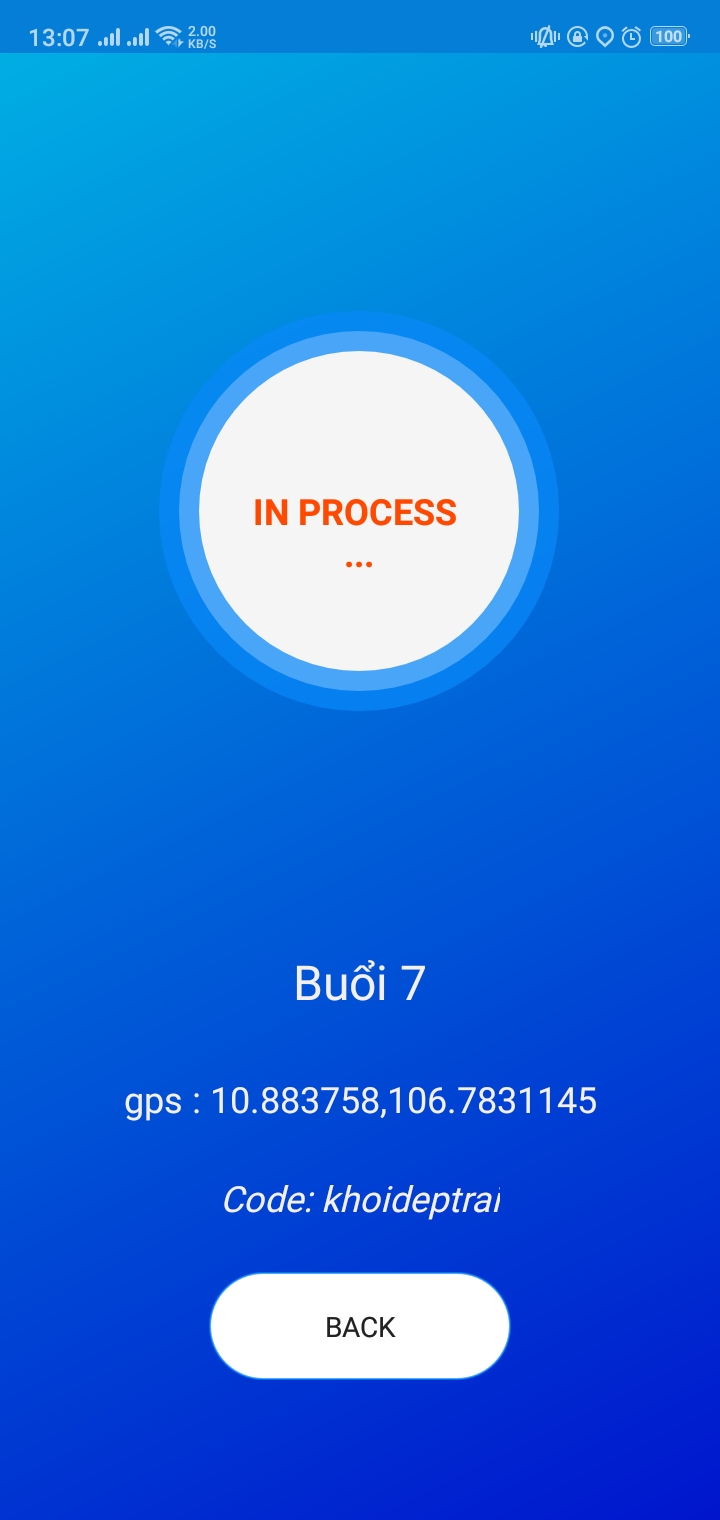 13:07 2.00 KB/S 100
IN PROCESS
...
Buổi 7
gps : 10.883758,106.7831145
Code: khoideptrai
BACK